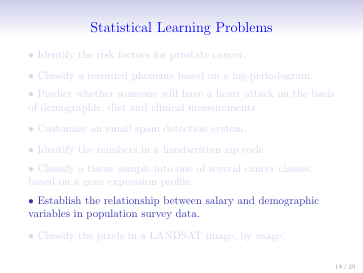 Statistical Learning Problems
• Identify the risk factors for prostate cancer.
• Classify a recorded phoneme based on a log-periodogram.
• Predict whether someone will have a heart attack on the basis
of demographic, diet and clinical measurements.
• Customize an email spam detection system.
• Identify the numbers in a handwritten zip code.
• Classify a tissue sample into one of several cancer classes,
based on a gene expression profile.
• Establish the relationship between salary and demographic
variables in population survey data.
• Classify the pixels in a LANDSAT image, by usage.
18 / 29